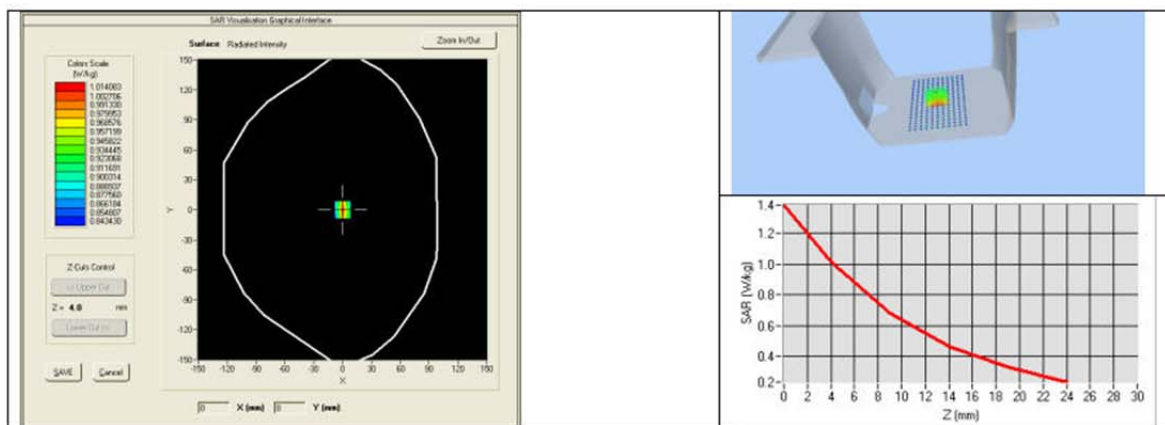 SAR Visualisation Graphical Interface
Surface Radiated Intensity
Zoom In/Out
Colors Scale
(W/kg)
1.014083
1.002706
0.991330
0.979953
0.968576
0.957199
0.945822
0.934445
0.923068
0.911691
0.900314
0.888937
0.877560
0.866184
0.854807
0.843430
Z-Cuts Control
<< Upper Cut
Z = 4.0 mm
Lower Cut >>
SAVE Cancel
Y
150
120
90
60
30
0
-30
-60
-90
-120
-150
-150 -120 -90 -60 -30 0 30 60 90 120 150
X
0 X (mm) 0 Y (mm)
SAR (W/kg)
1.4
1.2
1.0
0.8
0.6
0.4
0.2
0 2 4 6 8 10 12 14 16 18 20 22 24 26 28 30
Z (mm)